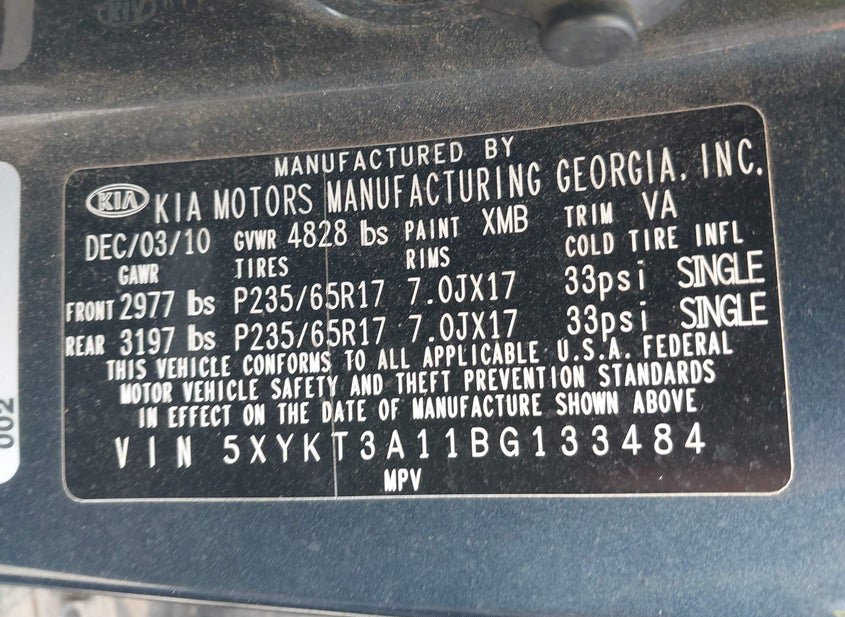 MANUFACTURED BY
KIA KIA MOTORS MANUFACTURING GEORGIA, INC.
DEC/03/10 GVWR 4828 lbs PAINT XMB TRIM VA
GAWR TIRES RIMS COLD TIRE INFL
FRONT 2977 lbs P235/65R17 7.0JX17 33psi SINGLE
REAR 3197 lbs P235/65R17 7.0JX17 33psi SINGLE
THIS VEHICLE CONFORMS TO ALL APPLICABLE U.S.A. FEDERAL
MOTOR VEHICLE SAFETY AND THEFT PREVENTION STANDARDS
IN EFFECT ON THE DATE OF MANUFACTURE SHOWN ABOVE
VIN 5XYKT3A11BG133484
MPV
002